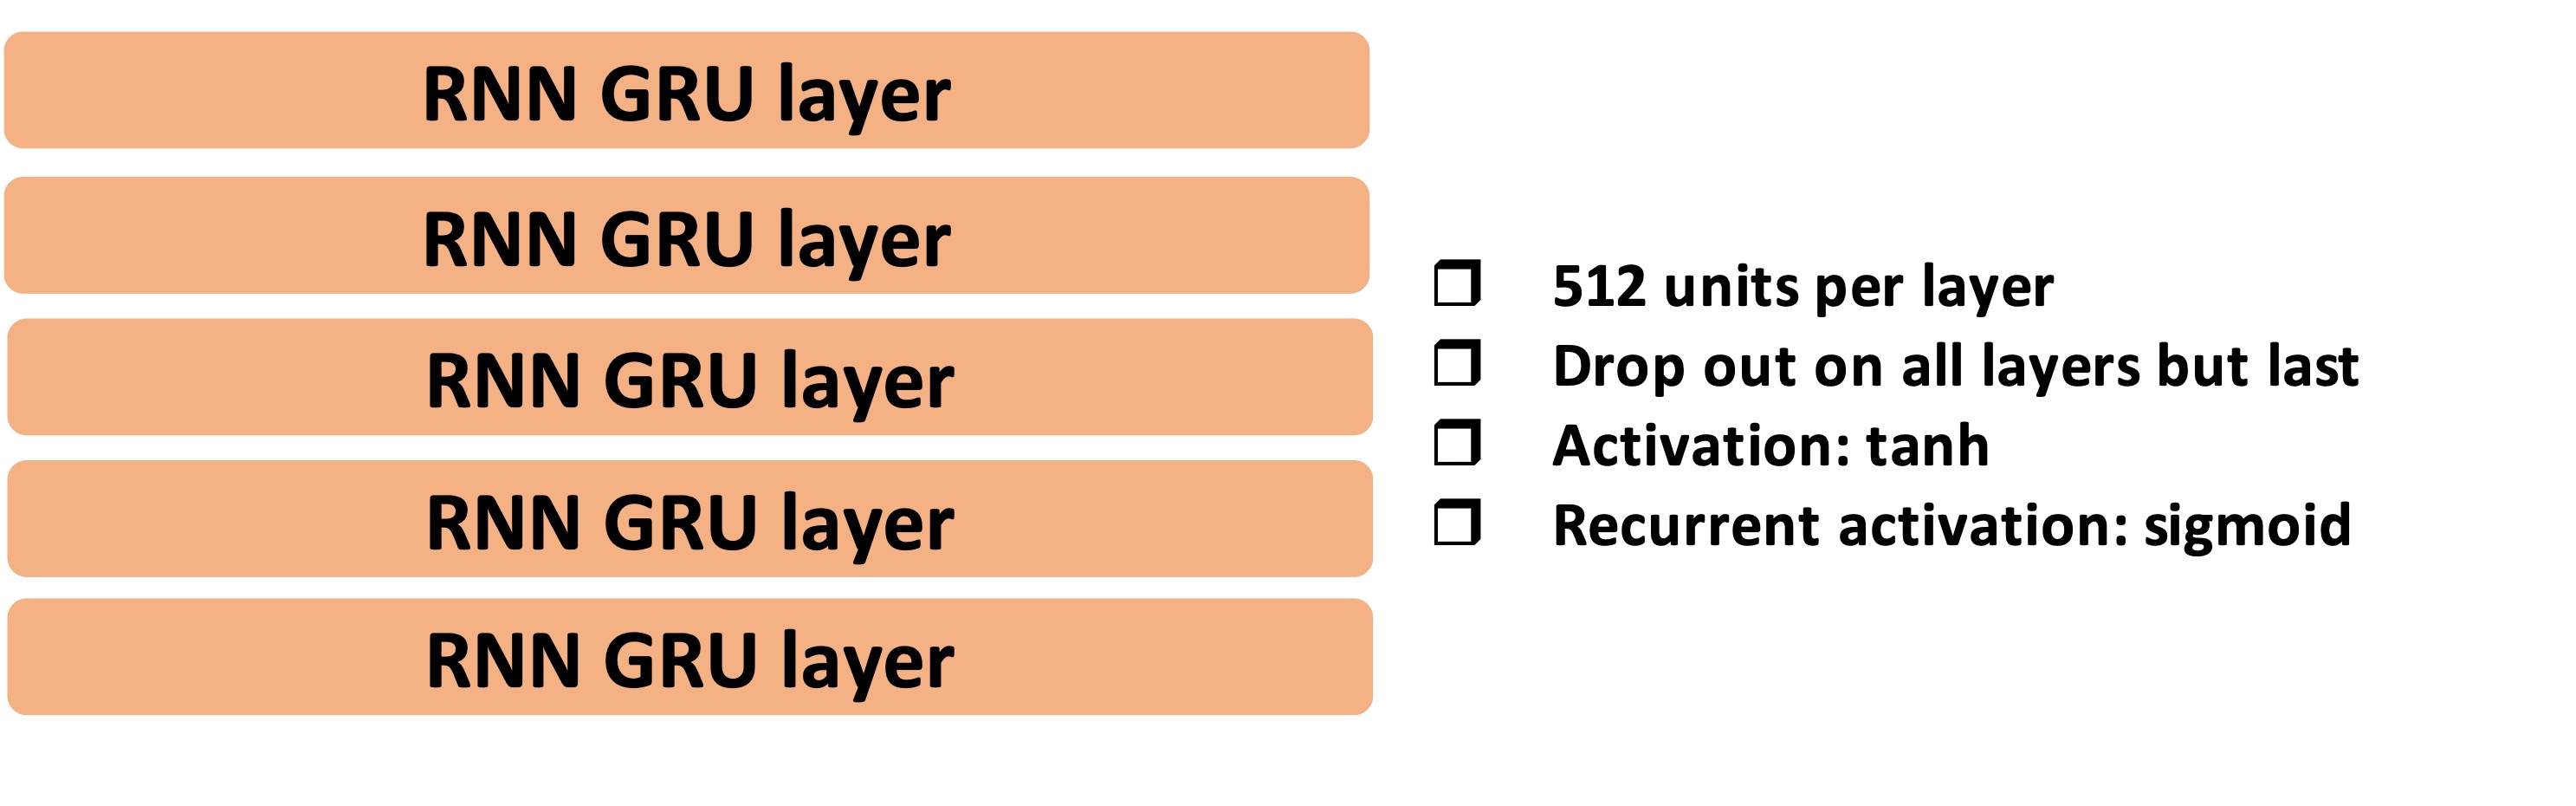 RNN GRU layer
RNN GRU layer
RNN GRU layer
RNN GRU layer
RNN GRU layer
512 units per layer
Drop out on all layers but last
Activation: tanh
Recurrent activation: sigmoid